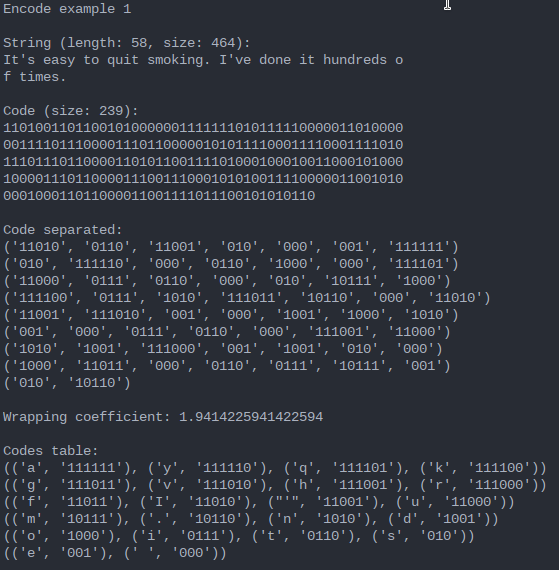 Encode example 1
String (length: 58, size: 464):
It's easy to quit smoking. I've done it hundreds o
f times.
Code (size: 239):
11010011011001010000001111111010111110000011010000
00111101110000111011000001010111100011110001111010
11101110110000110101100111101000100010011000101000
10000111011000011100111000101010011110000011001010
000100011011000011001111011100101010110
Code separated:
('11010', '0110', '11001', '010', '000', '001', '111111')
('010', '111110', '000', '0110', '1000', '000', '111101')
('11000', '0111', '0110', '000', '010', '10111', '1000')
('111100', '0111', '1010', '111011', '10110', '000', '11010')
('11001', '111010', '001', '000', '1001', '1000', '1010')
('001', '000', '0111', '0110', '000', '111001', '11000')
('1010', '1001', '111000', '001', '1001', '010', '000')
('1000', '11011', '000', '0110', '0111', '10111', '001')
('010', '10110')
Wrapping coefficient: 1.9414225941422594
Codes table:
(('a', '111111'), ('y', '111110'), ('q', '111101'), ('k', '111100'))
(('g', '111011'), ('v', '111010'), ('h', '111001'), ('r', '111000'))
(('f', '11011'), ('I', '11010'), ("'", '11001'), ('u', '11000'))
(('m', '10111'), ('.', '10110'), ('n', '1010'), ('d', '1001'))
(('o', '1000'), ('i', '0111'), ('t', '0110'), ('s', '010'))
(('e', '001'), (' ', '000'))